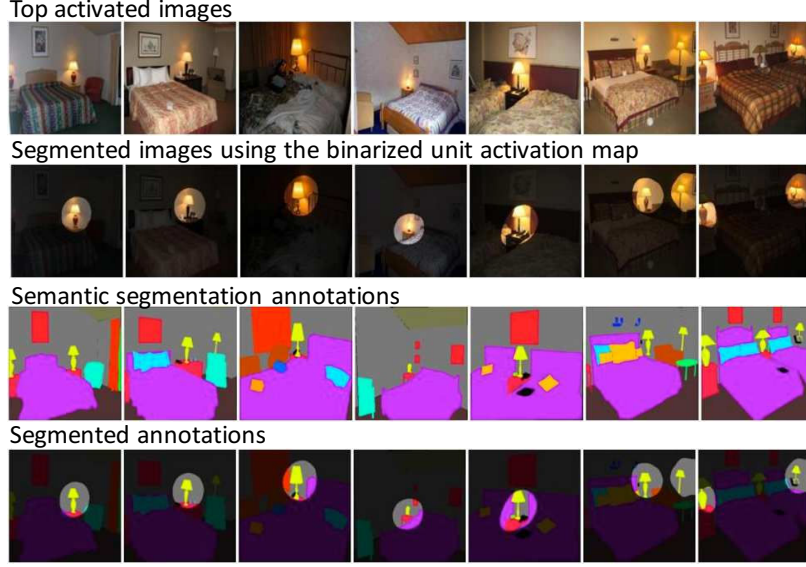 Top activated images
Segmented images using the binarized unit activation map
Semantic segmentation annotations
Segmented annotations